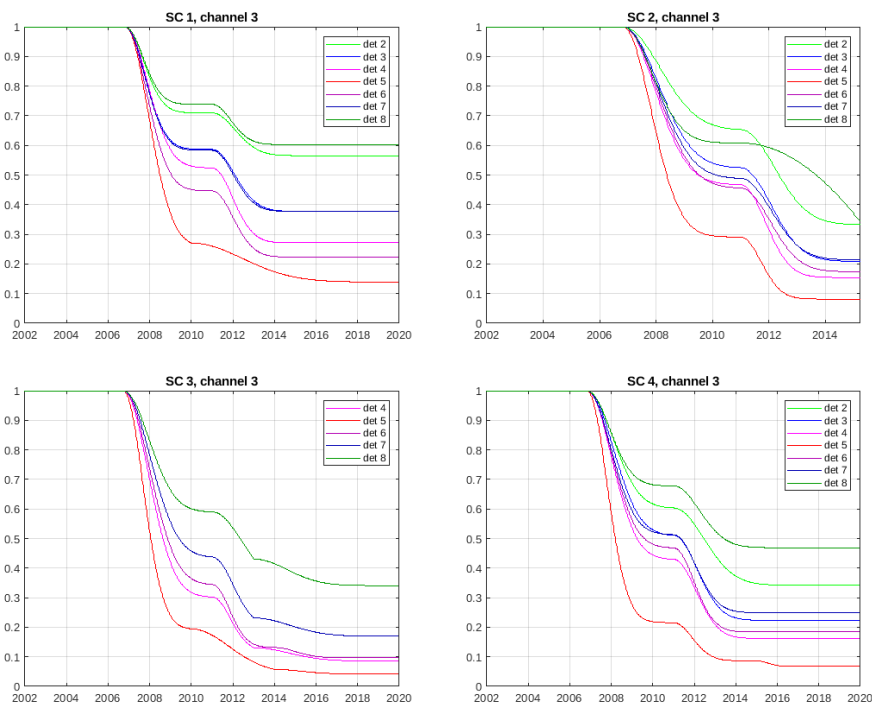 SC 1, channel 3
1
0.9
0.8
0.7
0.6
0.5
0.4
0.3
0.2
0.1
0
2002 2004 2006 2008 2010 2012 2014 2016 2018 2020
det 2
det 3
det 4
det 5
det 6
det 7
det 8
SC 2, channel 3
1
0.9
0.8
0.7
0.6
0.5
0.4
0.3
0.2
0.1
0
2002 2004 2006 2008 2010 2012 2014
det 2
det 3
det 4
det 5
det 6
det 7
det 8
SC 3, channel 3
1
0.9
0.8
0.7
0.6
0.5
0.4
0.3
0.2
0.1
0
2002 2004 2006 2008 2010 2012 2014 2016 2018 2020
det 4
det 5
det 6
det 7
det 8
SC 4, channel 3
1
0.9
0.8
0.7
0.6
0.5
0.4
0.3
0.2
0.1
0
2002 2004 2006 2008 2010 2012 2014 2016 2018 2020
det 2
det 3
det 4
det 5
det 6
det 7
det 8